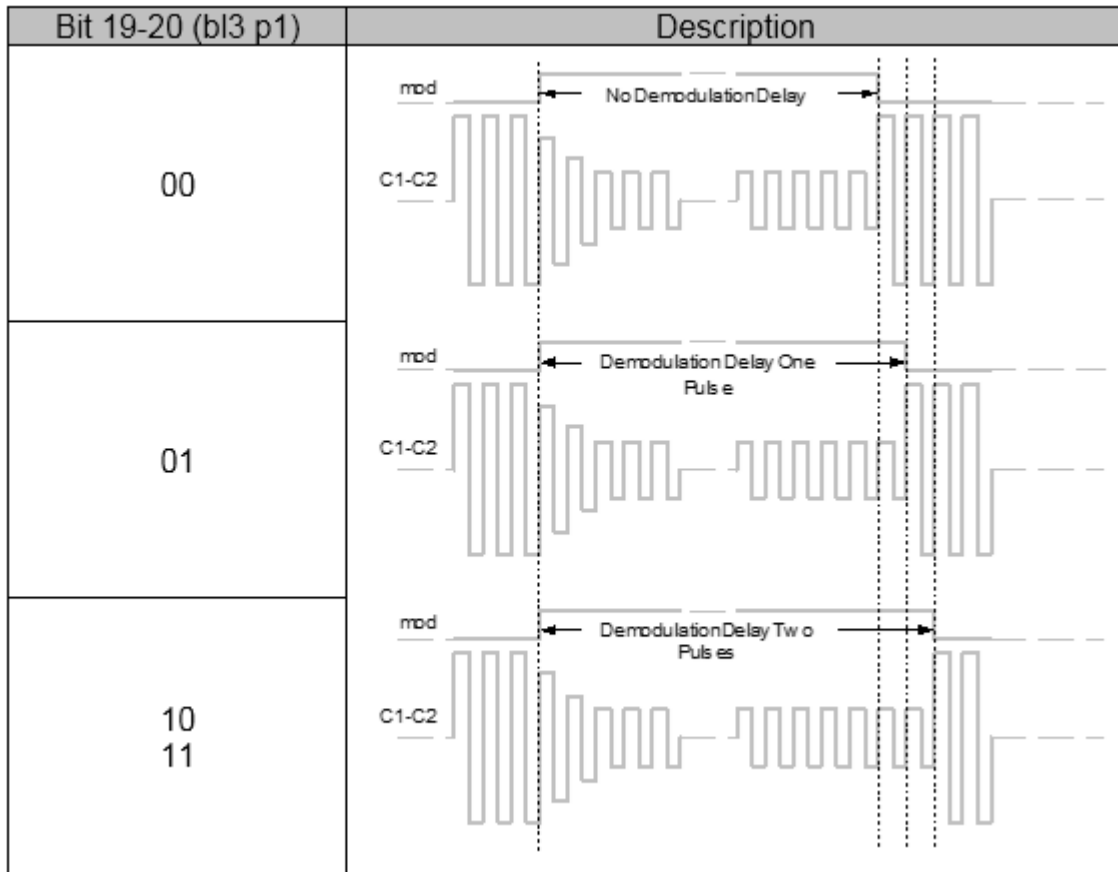 Bit 19-20 (bl3 p1) Description
00
mod
No Demodulation Delay
C1-C2
01
mod
Demodulation Delay One
Pulse
C1-C2
10
11
mod
Demodulation Delay Two
Pulses
C1-C2